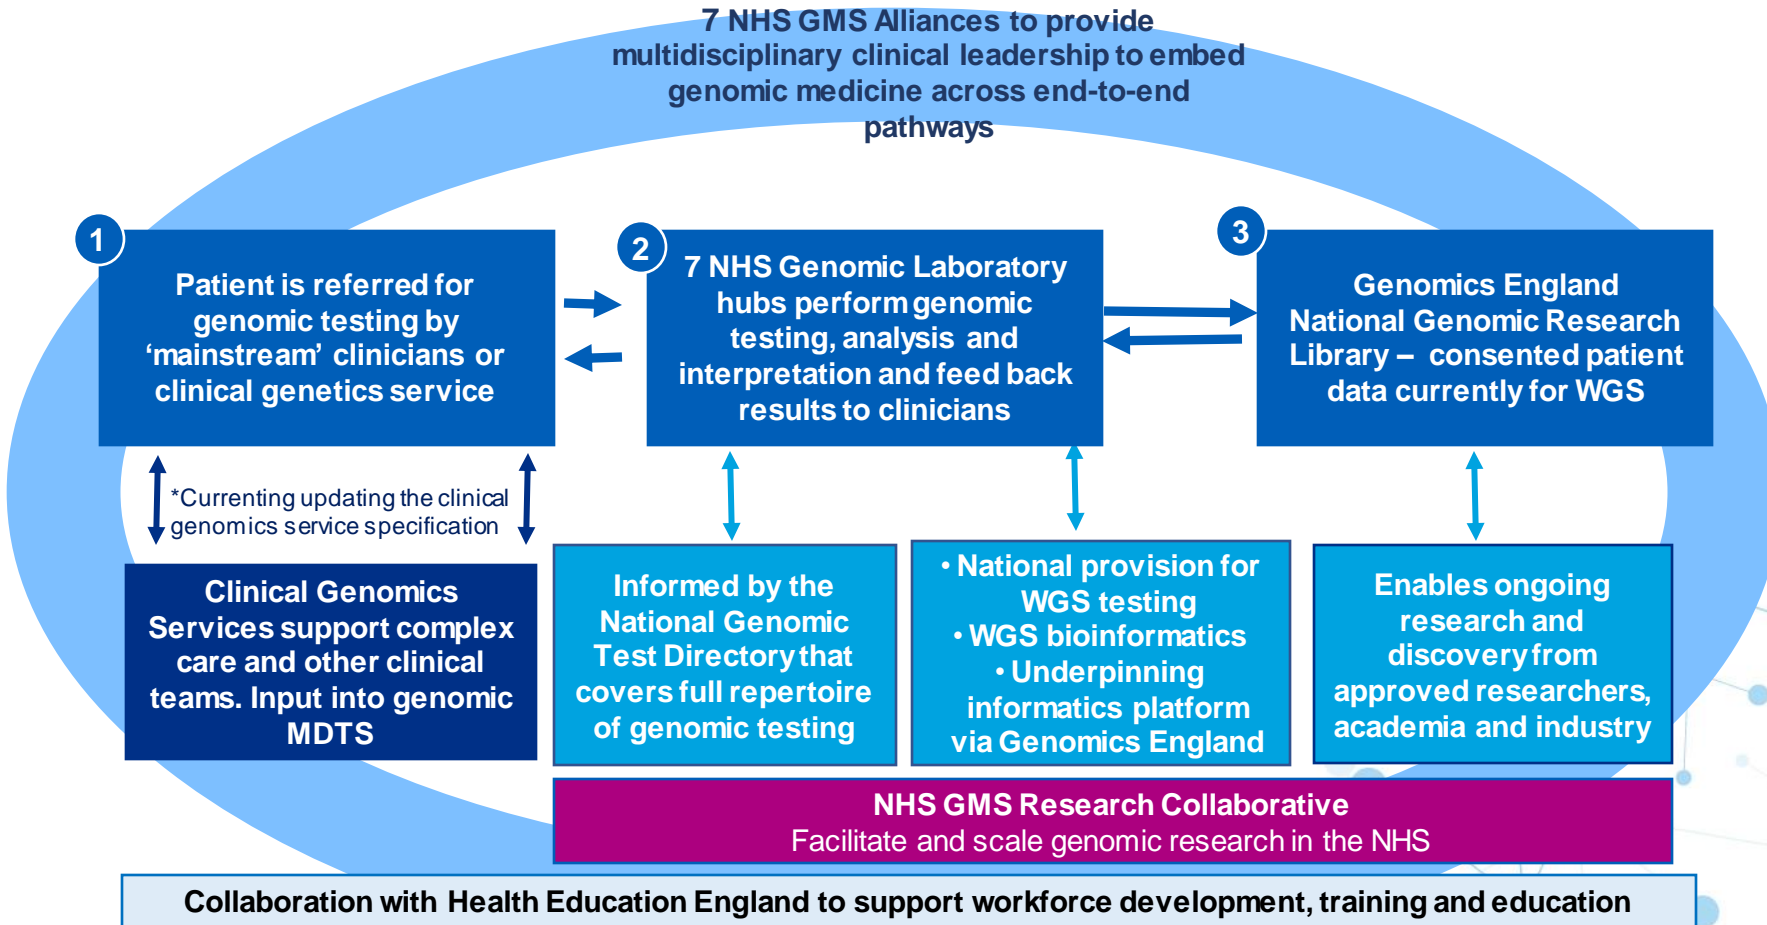 7 NHS GMS Alliances to provide
multidisciplinary clinical leadership to embed
genomic medicine across end-to-end
pathways
1
Patient is referred for
genomic testing by
‘mainstream’ clinicians or
clinical genetics service
2
7 NHS Genomic Laboratory
hubs perform genomic
testing, analysis and
interpretation and feed back
results to clinicians
3
Genomics England
National Genomic Research
Library – consented patient
data currently for WGS
*Currenting updating the clinical
genomics service specification
Clinical Genomics
Services support complex
care and other clinical
teams. Input into genomic
MDTS
Informed by the
National Genomic
Test Directory that
covers full repertoire
of genomic testing
• National provision for
WGS testing
• WGS bioinformatics
• Underpinning
informatics platform
via Genomics England
Enables ongoing
research and
discovery from
approved researchers,
academia and industry
NHS GMS Research Collaborative
Facilitate and scale genomic research in the NHS
Collaboration with Health Education England to support workforce development, training and education